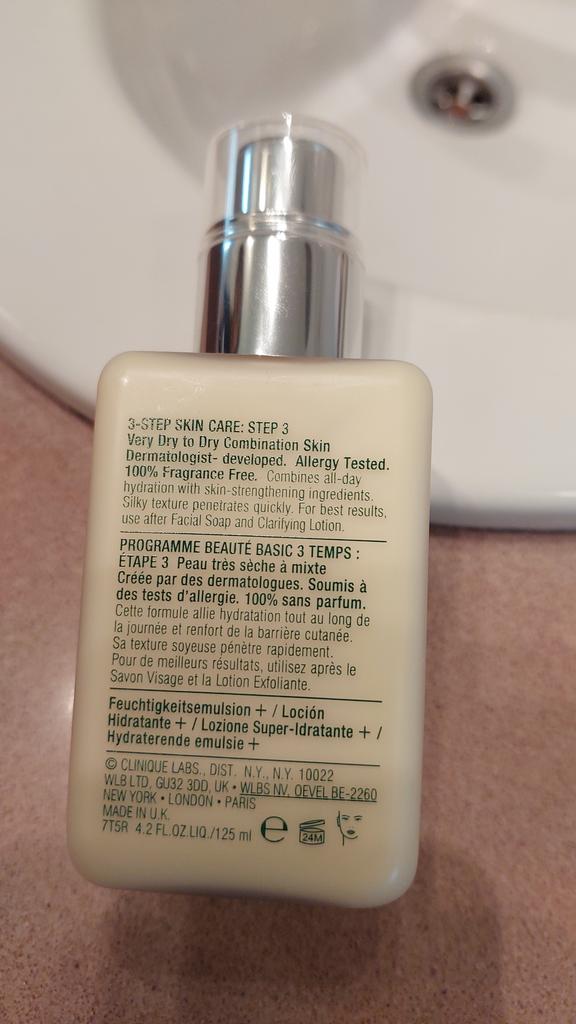 3-STEP SKIN CARE: STEP 3
Very Dry to Dry Combination Skin
Dermatologist- developed. Allergy Tested.
100% Fragrance Free. Combines all-day
hydration with skin-strengthening ingredients.
Silky texture penetrates quickly. For best results,
use after Facial Soap and Clarifying Lotion.
PROGRAMME BEAUTÉ BASIC 3 TEMPS :
ÉTAPE 3 Peau très sèche à mixte
Créée par des dermatologues. Soumis à
des tests d'allergie. 100% sans parfum.
Cette formule allie hydratation tout au long de
la journée et renfort de la barrière cutanée.
Sa texture soyeuse pénètre rapidement.
Pour de meilleurs résultats, utilisez après le
Savon Visage et la Lotion Exfoliante.
Feuchtigkeitsemulsion + / Loción
Hidratante + / Lozione Super-Idratante + /
Hydraterende emulsie +
© CLINIQUE LABS., DIST. N.Y., N.Y. 10022
WLB LTD, GU32 3DD, UK • WLBS NV, OEVEL BE-2260
NEW YORK • LONDON • PARIS
MADE IN U.K.
7T5R 4.2 FL.OZ.LIQ./125 ml e 24M